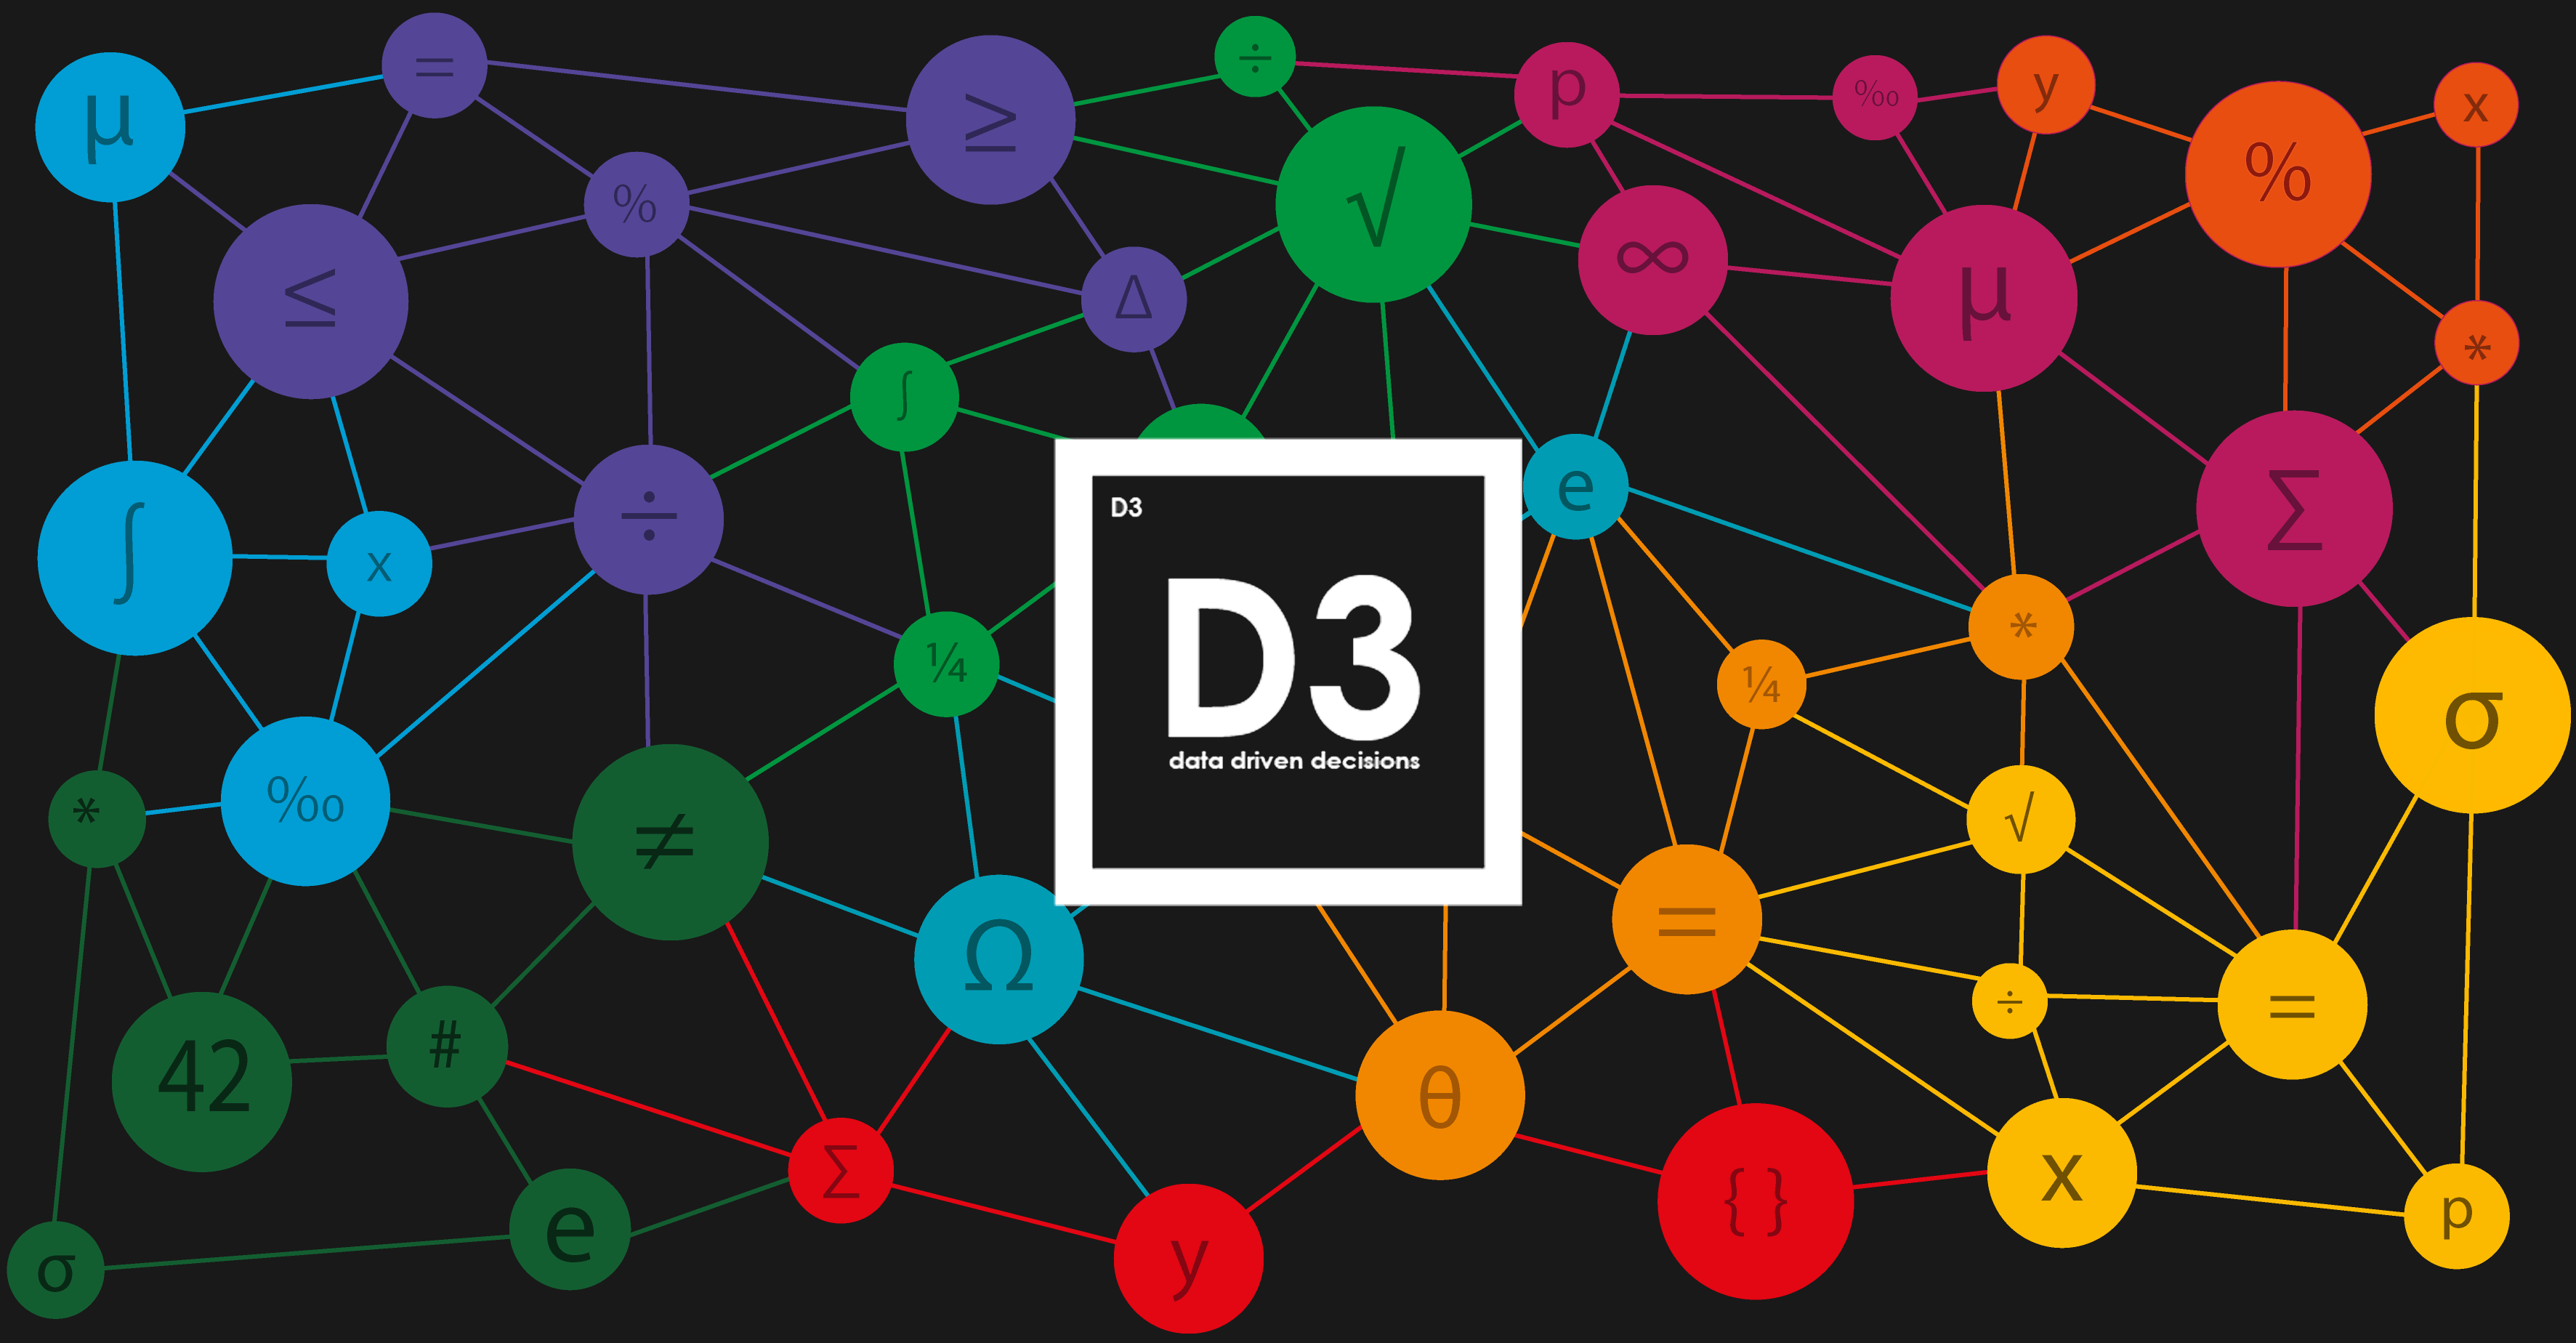 μ
=
≥
÷
p
‰
y
%
x
≤
%
Δ
√
∞
μ
*
∫
x
÷
∫
e
Σ
D3
D3
data driven decisions
¼
¼
*
σ
*
‰
≠
Ω
=
√
÷
=
42
#
θ
σ
e
Σ
y
{ }
x
p